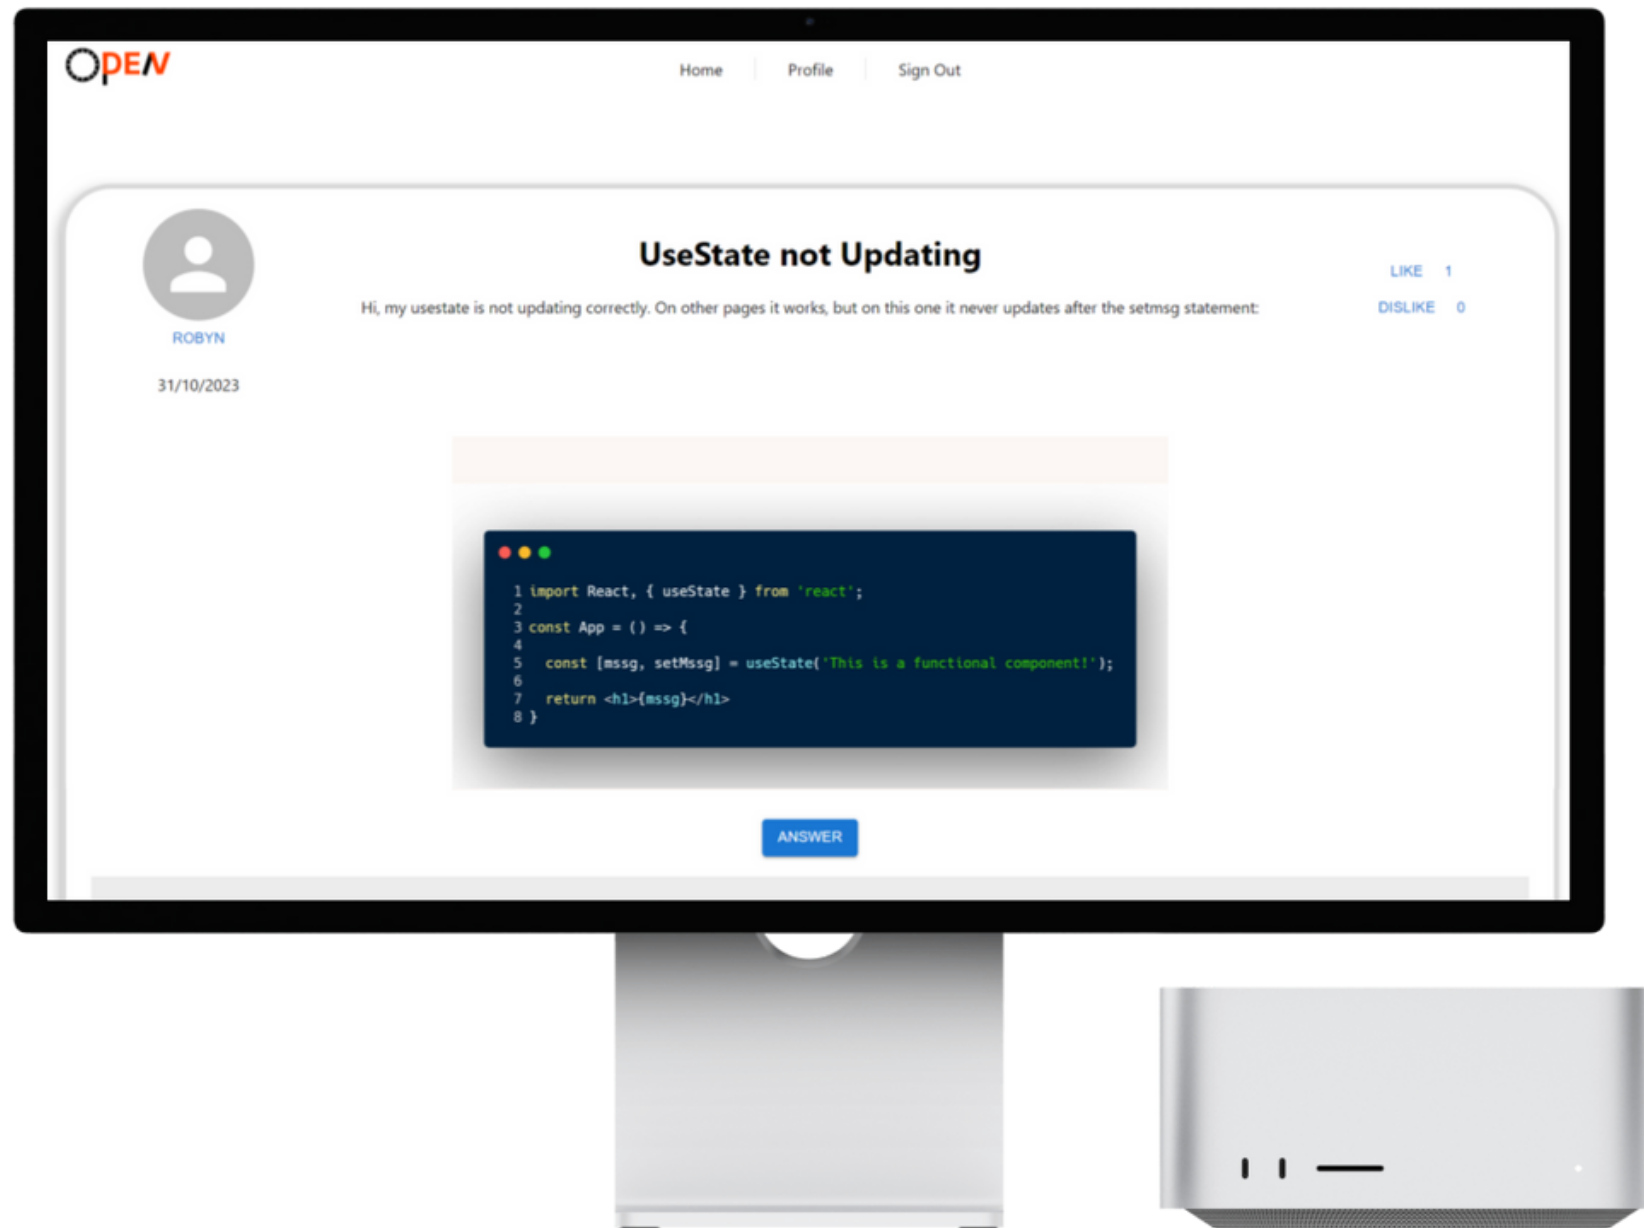 OPEN
Home Profile Sign Out
UseState not Updating
Hi, my usestate is not updating correctly. On other pages it works, but on this one it never updates after the setmsg statement:
LIKE 1
DISLIKE 0
ROBYN
31/10/2023
1 import React, { useState } from 'react';
2
3 const App = () => {
4
5 const [mssg, setMssg] = useState('This is a functional component!');
6
7 return <h1>{mssg}</h1>
8 }
ANSWER